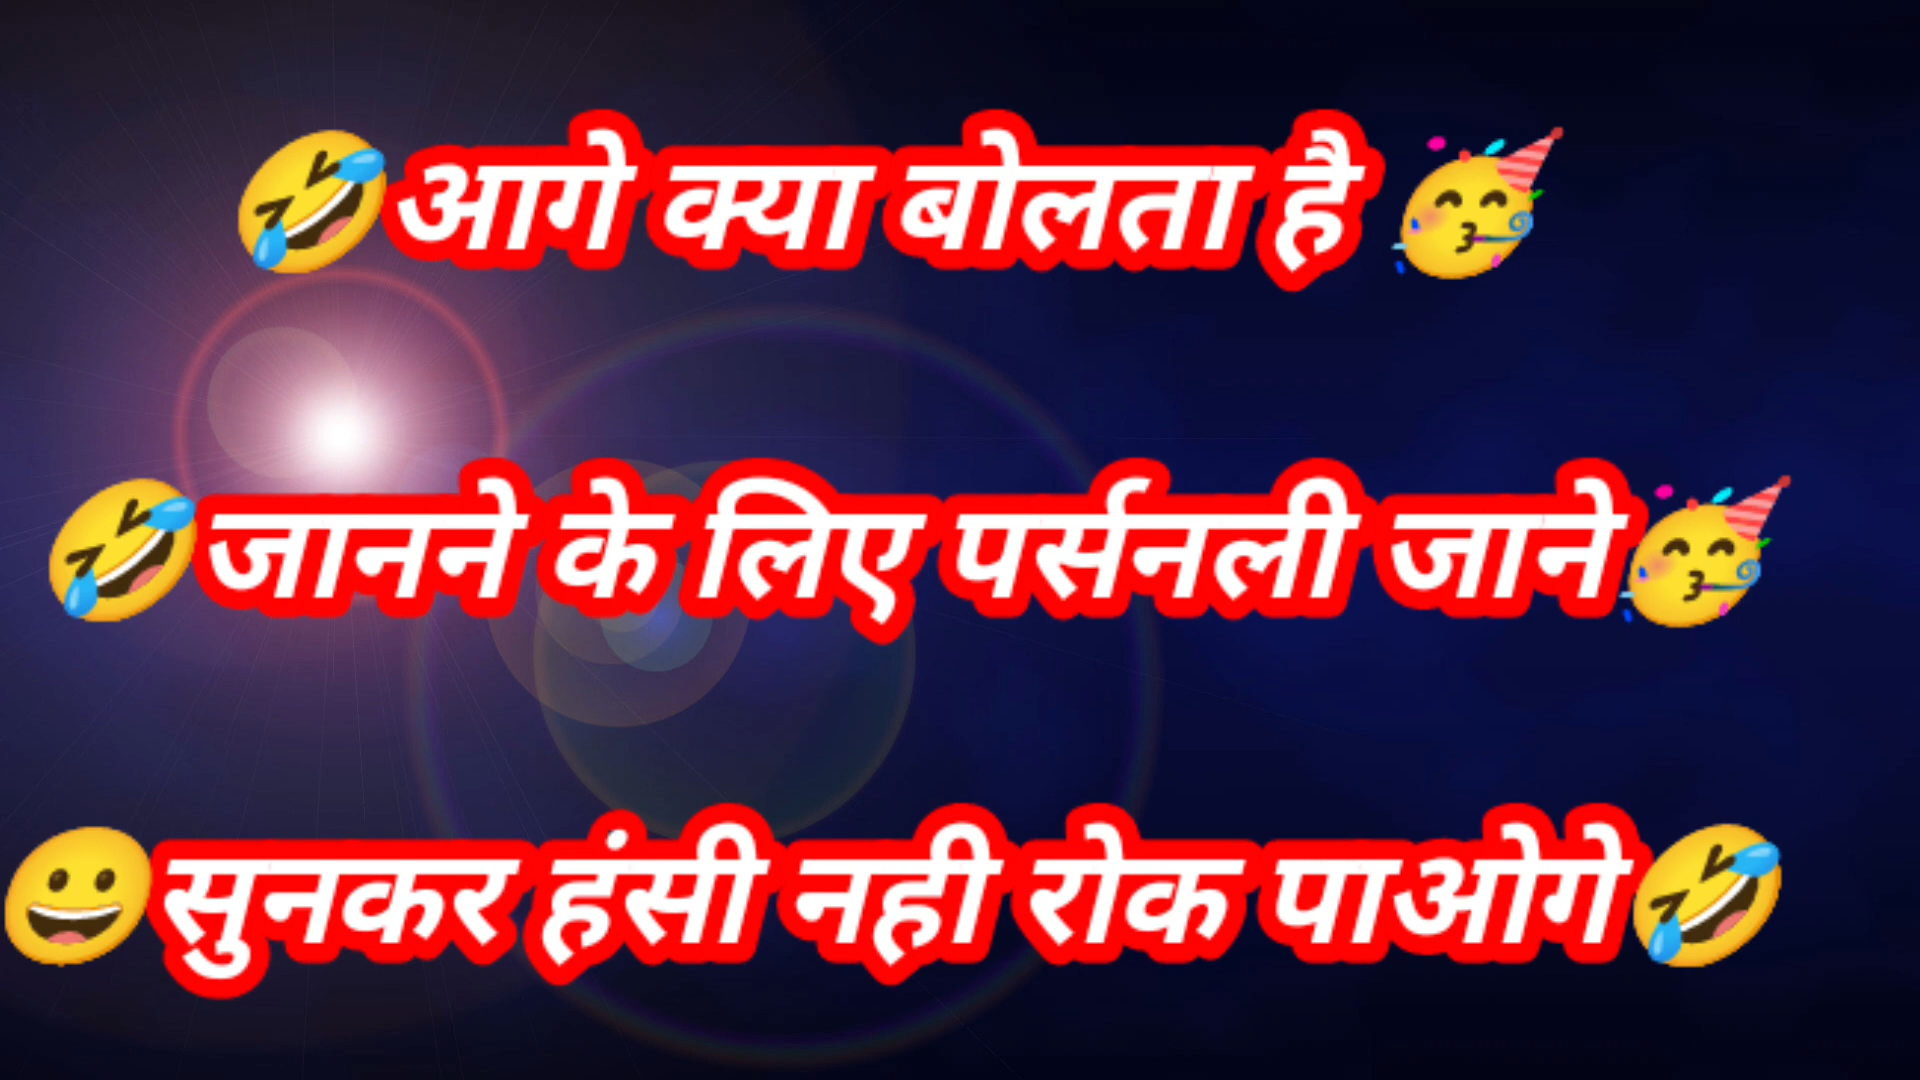 🤣आगे क्या बोलता है 🥳
🤣जानने के लिए पर्सनली जाने🥳
😀सुनकर हंसी नही रोक पाओगे🤣